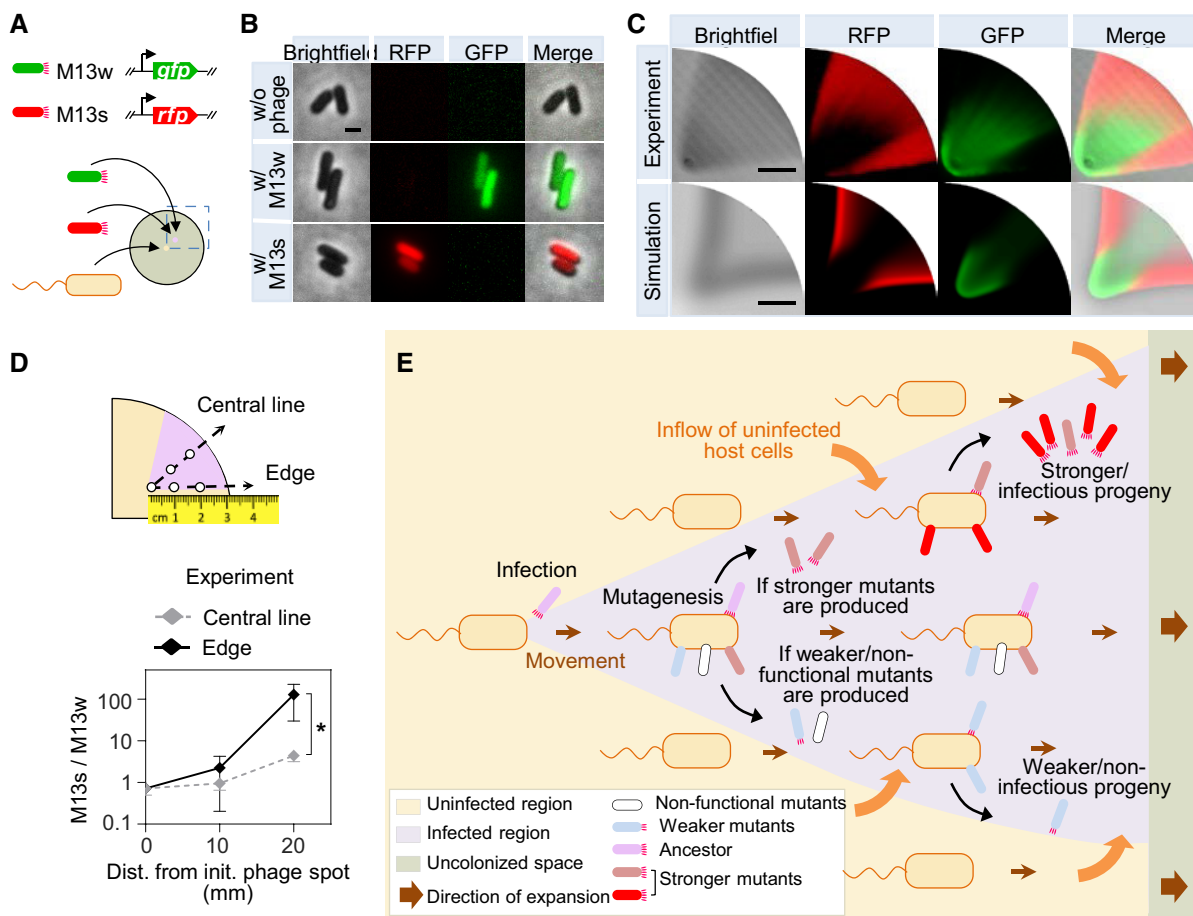 A
M13w
gfp
M13s
rfp
B
Brightfield RFP GFP Merge
w/o phage
w/ M13w
w/ M13s
C
Brightfiel RFP GFP Merge
Experiment
Simulation
D
Central line
Edge
cm 1 2 3 4
Experiment
Central line
Edge
M13s / M13w
100
10
1
0.1
*
0 10 20
Dist. from init. phage spot
(mm)
E
Inflow of uninfected
host cells
Stronger/
infectious progeny
Infection
Mutagenesis
If stronger mutants
are produced
Movement
If weaker/non-
functional mutants
are produced
Weaker/non-
infectious progeny
Uninfected region
Infected region
Uncolonized space
Direction of expansion
Non-functional mutants
Weaker mutants
Ancestor
Stronger mutants